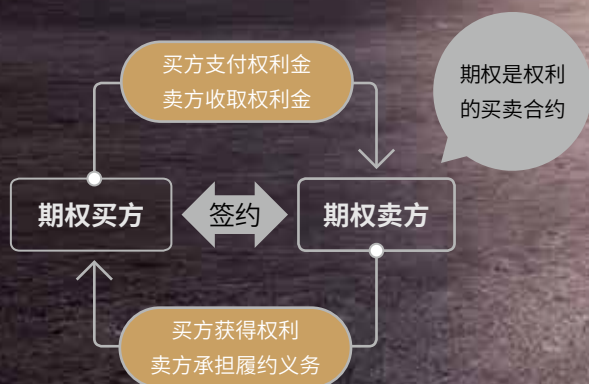 买方支付权利金
卖方收取权利金
期权是权利
的买卖合约
期权买方
签约
期权卖方
买方获得权利
卖方承担履约义务